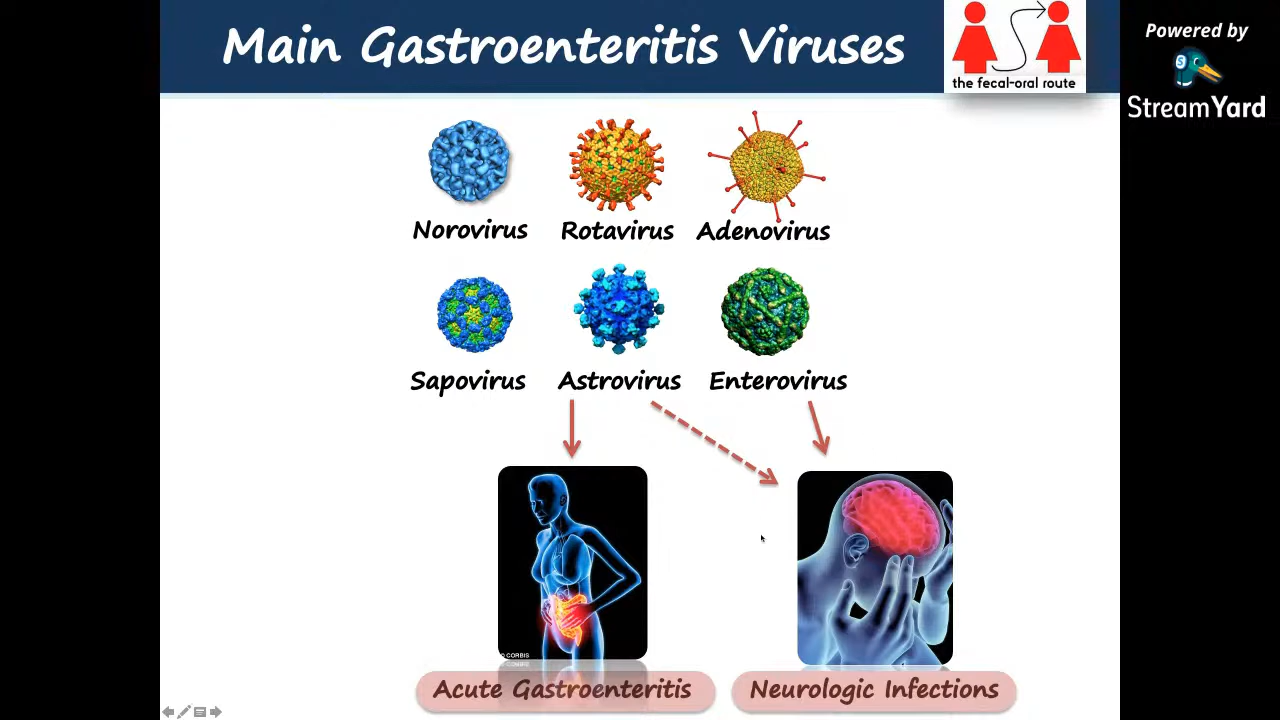 Main Gastroenteritis Viruses
the fecal-oral route
Powered by
StreamYard
Norovirus
Rotavirus
Adenovirus
Sapovirus
Astrovirus
Enterovirus
© CORBIS
Acute Gastroenteritis
Neurologic Infections